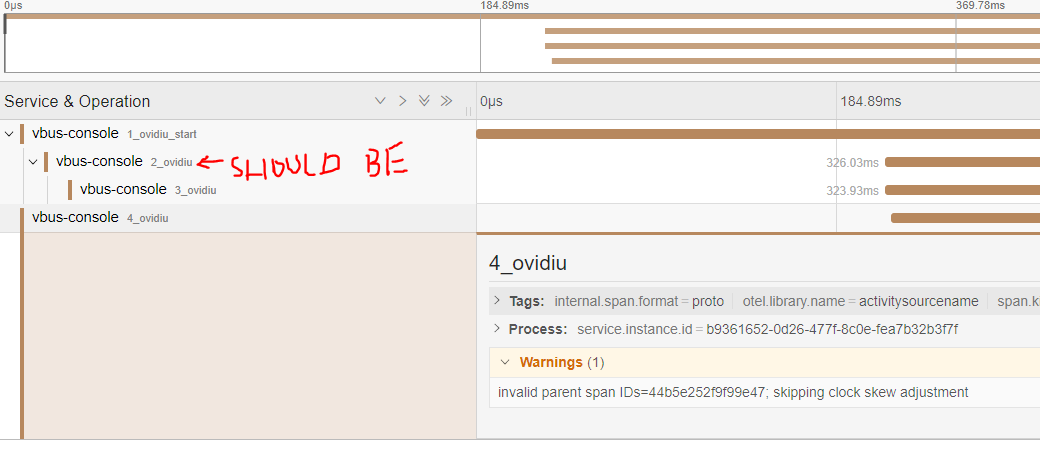 0μs 184.89ms 369.78ms
Service & Operation 0μs 184.89ms
vbus-console 1_ovidiu_start
vbus-console 2_ovidiu ← SHOULD BE 326.03ms
vbus-console 3_ovidiu 323.93ms
vbus-console 4_ovidiu
4_ovidiu
Tags: internal.span.format = proto otel.library.name = activitysourcename span.k
Process: service.instance.id = b9361652-0d26-477f-8c0e-fea7b32b3f7f
Warnings (1)
invalid parent span IDs=44b5e252f9f99e47; skipping clock skew adjustment